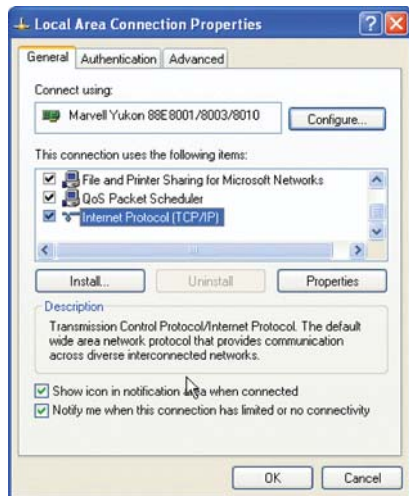 Local Area Connection Properties
General Authentication Advanced
Connect using:
Marvell Yukon 88E8001/8003/8010
Configure...
This connection uses the following items:
File and Printer Sharing for Microsoft Networks
QoS Packet Scheduler
Internet Protocol (TCP/IP)
Install... Uninstall Properties
Description
Transmission Control Protocol/Internet Protocol. The default
wide area network protocol that provides communication
across diverse interconnected networks.
Show icon in notification area when connected
Notify me when this connection has limited or no connectivity
OK Cancel